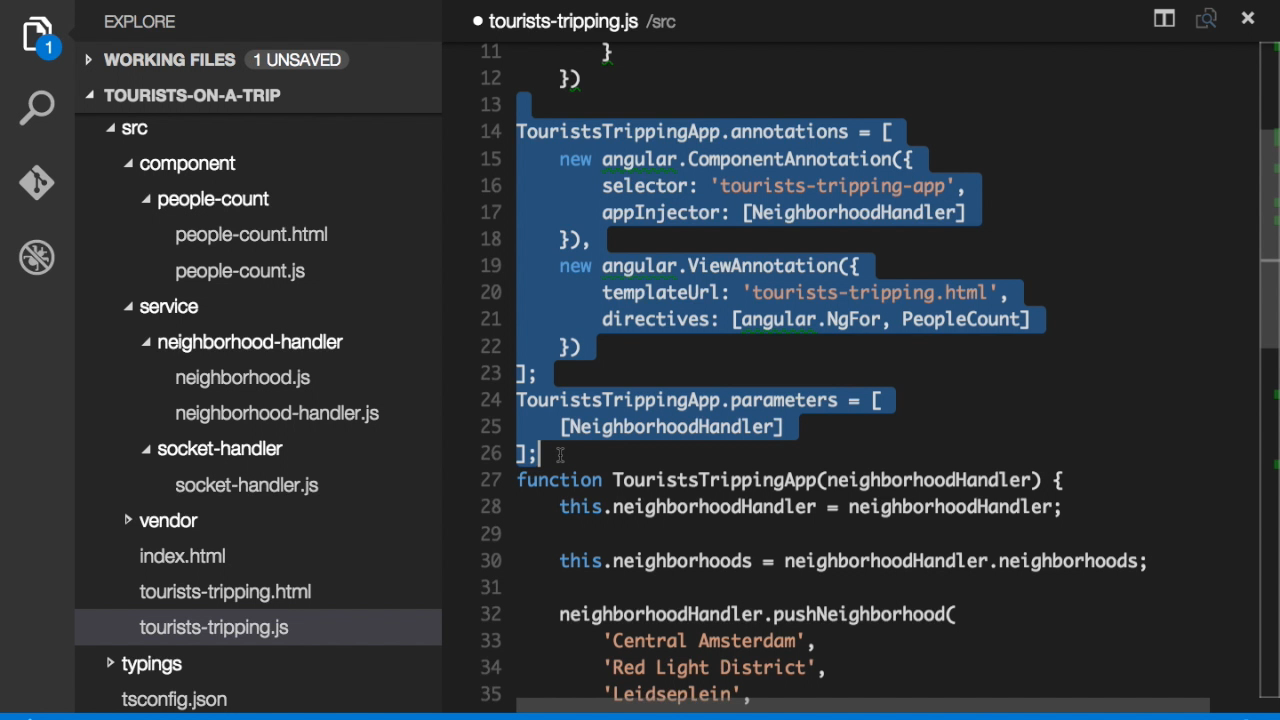 EXPLORE
WORKING FILES 1 UNSAVED
TOURISTS-ON-A-TRIP
src
component
people-count
people-count.html
people-count.js
service
neighborhood-handler
neighborhood.js
neighborhood-handler.js
socket-handler
socket-handler.js
vendor
index.html
tourists-tripping.html
tourists-tripping.js
typings
tsconfig.json
1
tourists-tripping.js /src
11 }
12 })
13
14 TouristsTrippingApp.annotations = [
15 new angular.ComponentAnnotation({
16 selector: 'tourists-tripping-app',
17 appInjector: [NeighborhoodHandler]
18 }),
19 new angular.ViewAnnotation({
20 templateUrl: 'tourists-tripping.html',
21 directives: [angular.NgFor, PeopleCount]
22 })
23 ];
24 TouristsTrippingApp.parameters = [
25 [NeighborhoodHandler]
26 ];
27 function TouristsTrippingApp(neighborhoodHandler) {
28 this.neighborhoodHandler = neighborhoodHandler;
29
30 this.neighborhoods = neighborhoodHandler.neighborhoods;
31
32 neighborhoodHandler.pushNeighborhood(
33 'Central Amsterdam',
34 'Red Light District',
35 'Leidseplein',